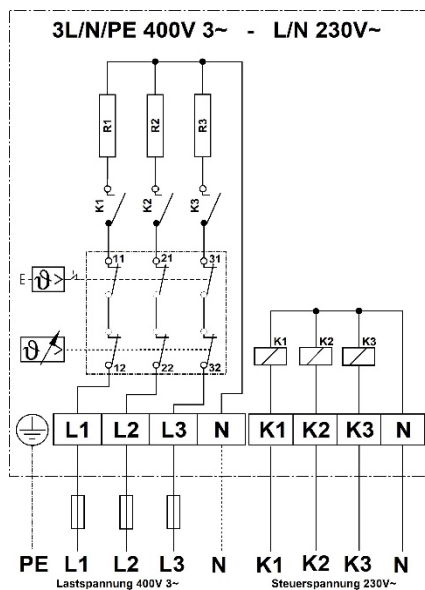 3L/N/PE 400V 3~ - L/N 230V~
R1 R2 R3
K1 K2 K3
11 21 31
E ϑ
ϑ
12 22 32
K1 K2 K3
L1 L2 L3 N K1 K2 K3 N
PE L1 L2 L3 N K1 K2 K3 N
Lastspannung 400V 3~ Steuerspannung 230V~